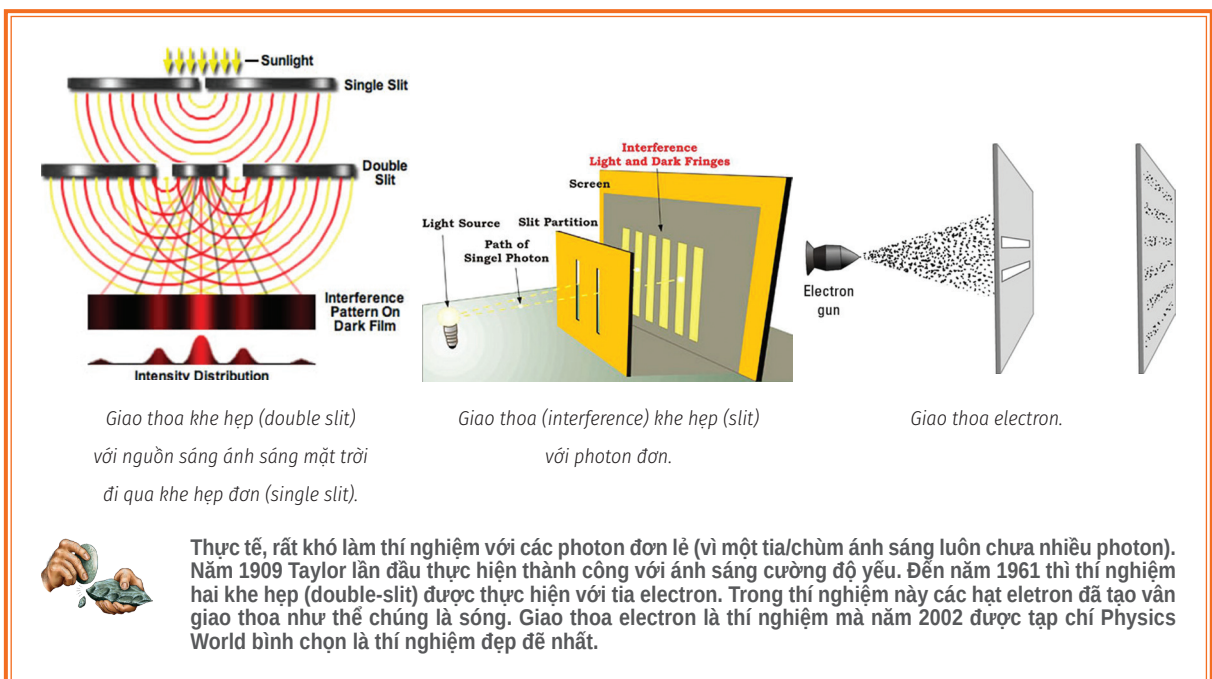 Sunlight
Single Slit
Double
Slit
Interference
Pattern On
Dark Film
Intensity Distribution
Interference
Light and Dark Fringes
Screen
Light Source
Slit Partition
Path of
Singel Photon
Electron
gun
Giao thoa khe hẹp (double slit)
với nguồn sáng ánh sáng mặt trời
đi qua khe hẹp đơn (single slit).
Giao thoa (interference) khe hẹp (slit)
với photon đơn.
Giao thoa electron.
Thực tế, rất khó làm thí nghiệm với các photon đơn lẻ (vì một tia/chùm ánh sáng luôn chưa nhiều photon).
Năm 1909 Taylor lần đầu thực hiện thành công với ánh sáng cường độ yếu. Đến năm 1961 thì thí nghiệm
hai khe hẹp (double-slit) được thực hiện với tia electron. Trong thí nghiệm này các hạt eletron đã tạo vân
giao thoa như thể chúng là sóng. Giao thoa electron là thí nghiệm mà năm 2002 được tạp chí Physics
World bình chọn là thí nghiệm đẹp đẽ nhất.